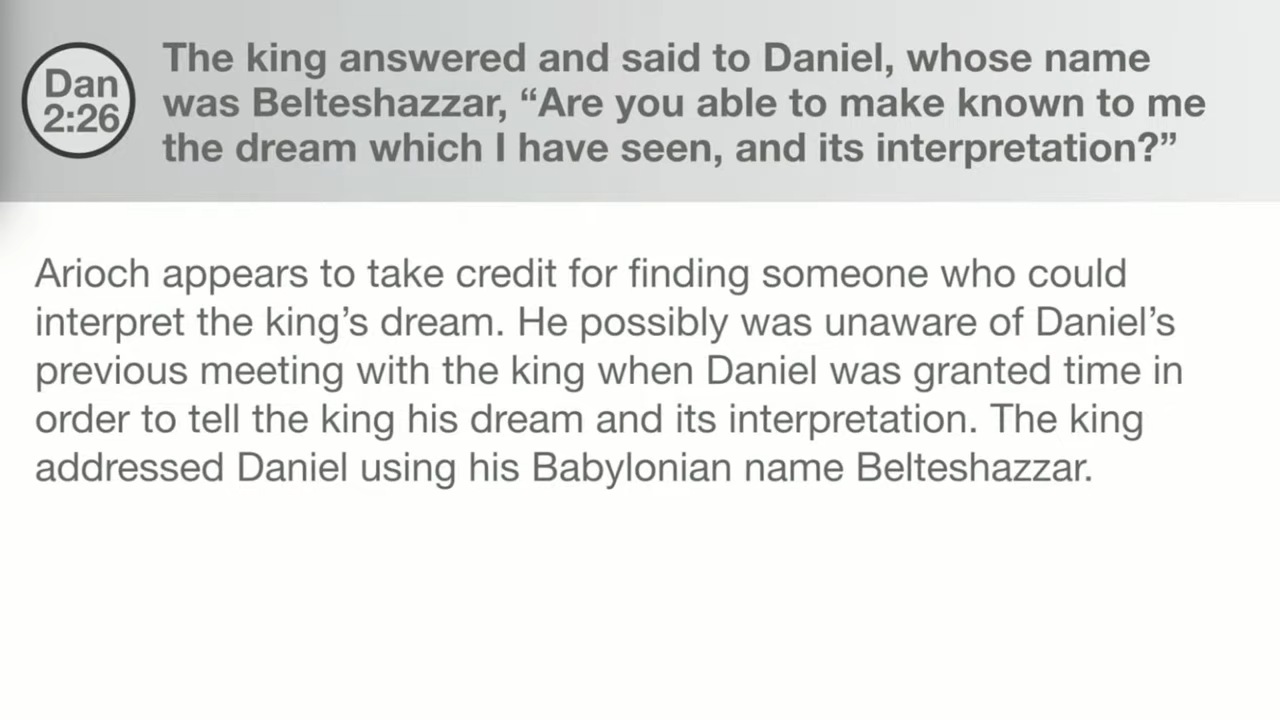 Dan
2:26
The king answered and said to Daniel, whose name
was Belteshazzar, “Are you able to make known to me
the dream which I have seen, and its interpretation?”
Arioch appears to take credit for finding someone who could
interpret the king’s dream. He possibly was unaware of Daniel’s
previous meeting with the king when Daniel was granted time in
order to tell the king his dream and its interpretation. The king
addressed Daniel using his Babylonian name Belteshazzar.